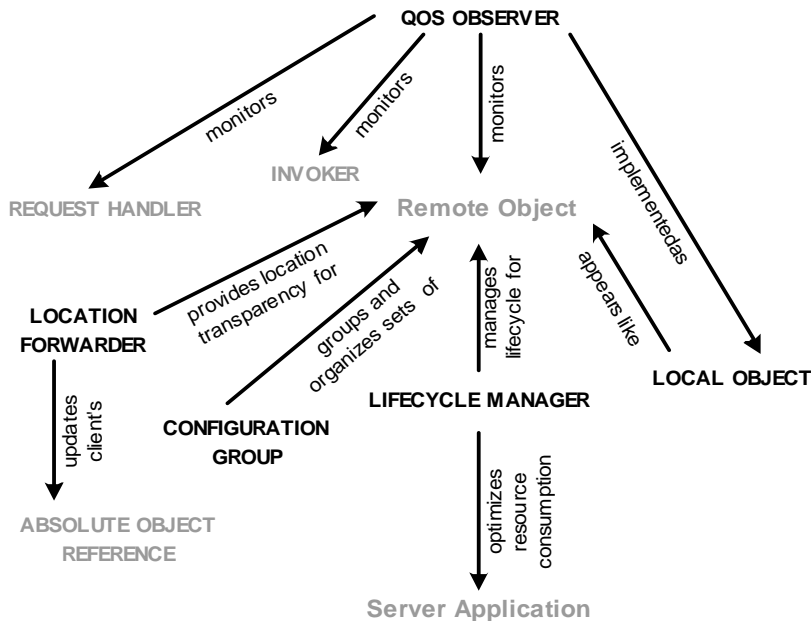 QOS OBSERVER
monitors
monitors
monitors
implementedas
INVOKER
REQUEST HANDLER
Remote Object
provides location
transparency for
groups and
organizes sets of
manages
lifecycle for
appears like
LOCATION
FORWARDER
LOCAL OBJECT
LIFECYCLE MANAGER
updates
client's
CONFIGURATION
GROUP
optimizes
resource
consumption
ABSOLUTE OBJECT
REFERENCE
Server Application